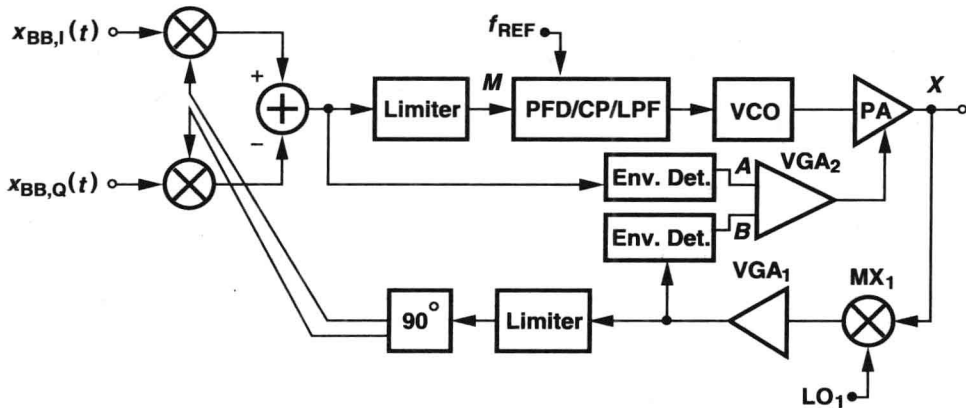 x_BB,I(t)
f_REF
+
M
X
Limiter
PFD/CP/LPF
VCO
PA
−
x_BB,Q(t)
Env. Det.
A
VGA_2
Env. Det.
B
VGA_1
MX_1
90°
Limiter
LO_1